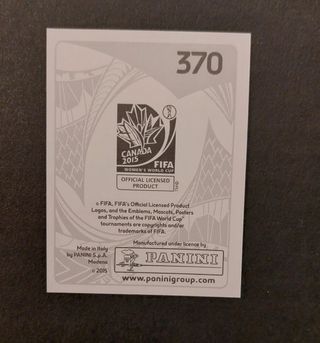 370
CANADA
2015
FIFA
WOMEN'S WORLD CUP
OFFICIAL LICENSED
PRODUCT
© FIFA, FIFA's Official Licensed Product
Logos, and the Emblems, Mascots, Posters
and Trophies of the FIFA World Cup™
tournaments are copyrights and/or
trademarks of FIFA.
Made in Italy
by PANINI S.p.A.
Modena
© 2015
Manufactured under licence by
PANINI
www.paninigroup.com